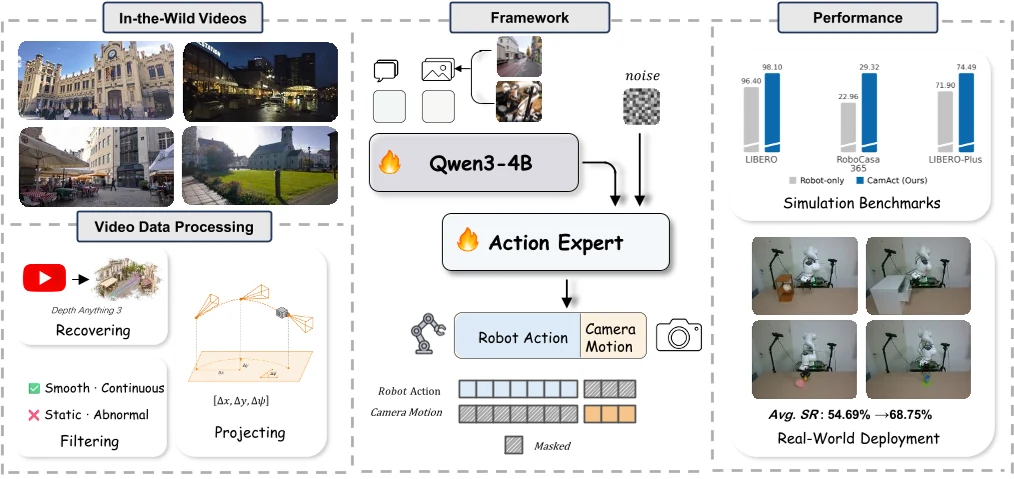 In-the-Wild Videos
Video Data Processing
Depth Anything 3
Recovering
Smooth · Continuous
Static · Abnormal
Filtering
Δx
Δy
Δψ
[Δx, Δy, Δψ]
Projecting
Framework
noise
Qwen3-4B
Action Expert
Robot Action
Camera
Motion
Robot Action
Camera Motion
Masked
Performance
96.40
98.10
22.96
29.32
71.90
74.49
LIBERO
RoboCasa
365
LIBERO-Plus
Robot-only
CamAct (Ours)
Simulation Benchmarks
Avg. SR : 54.69% →68.75%
Real-World Deployment